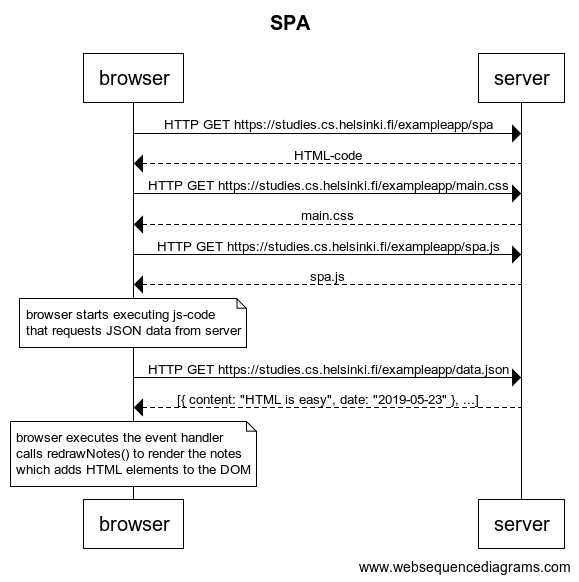 SPA
browser
server
HTTP GET https://studies.cs.helsinki.fi/exampleapp/spa
HTML-code
HTTP GET https://studies.cs.helsinki.fi/exampleapp/main.css
main.css
HTTP GET https://studies.cs.helsinki.fi/exampleapp/spa.js
spa.js
browser starts executing js-code
that requests JSON data from server
HTTP GET https://studies.cs.helsinki.fi/exampleapp/data.json
[{ content: "HTML is easy", date: "2019-05-23" }, ...]
browser executes the event handler
calls redrawNotes() to render the notes
which adds HTML elements to the DOM
browser
server
www.websequencediagrams.com